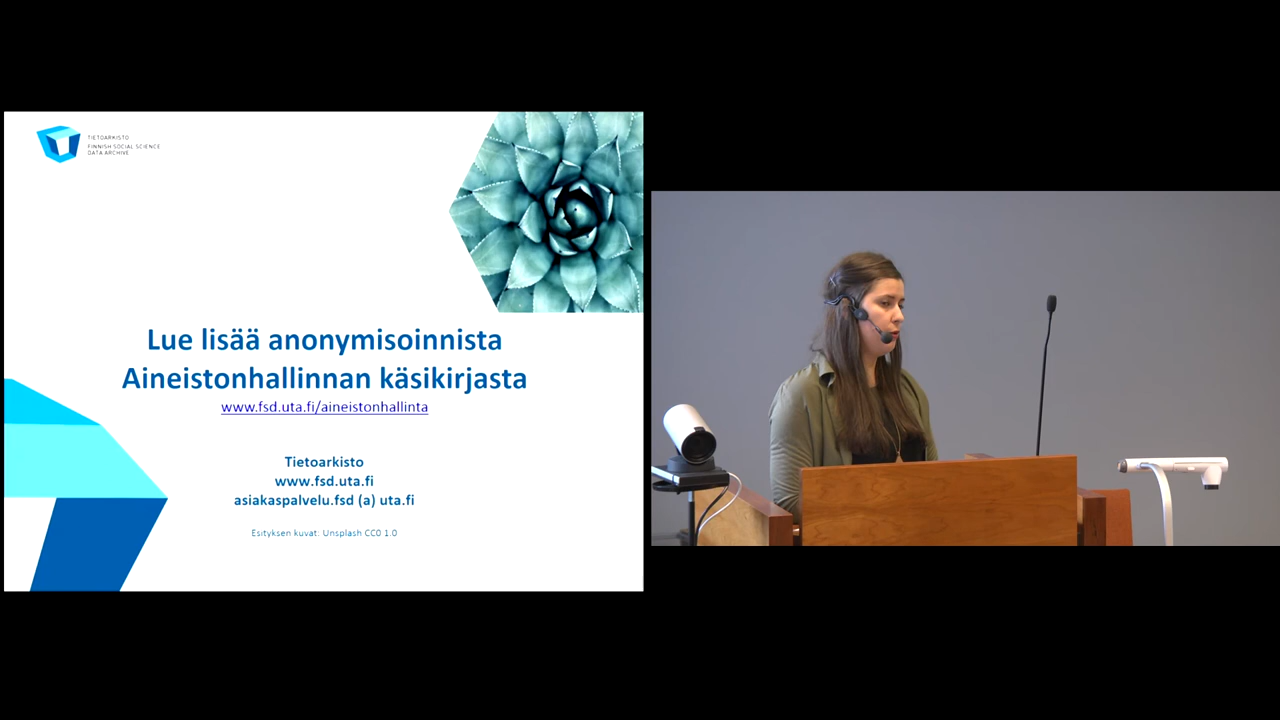 TIETOARKISTO
FINNISH SOCIAL SCIENCE
DATA ARCHIVE
Lue lisää anonymisoinnista
Aineistonhallinnan käsikirjasta
www.fsd.uta.fi/aineistonhallinta
Tietoarkisto
www.fsd.uta.fi
asiakaspalvelu.fsd (a) uta.fi
Esityksen kuvat: Unsplash CC0 1.0